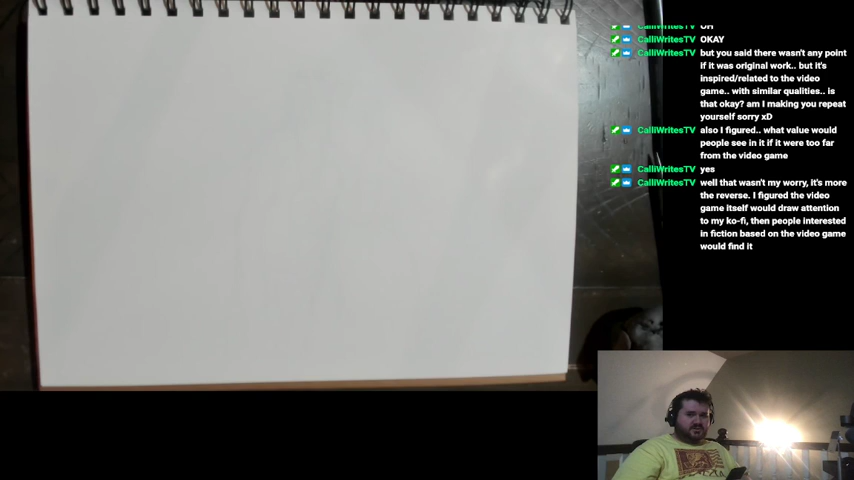 CalliWritesTV OH
CalliWritesTV OKAY
CalliWritesTV but you said there wasn't any point
if it was original work.. but it's
inspired/related to the video
game.. with similar qualities.. is
that okay? am I making you repeat
yourself sorry xD
CalliWritesTV also I figured.. what value would
people see in it if it were too far
from the video game
CalliWritesTV yes
CalliWritesTV well that wasn't my worry, it's more
the reverse. I figured the video
game itself would draw attention
to my ko-fi, then people interested
in fiction based on the video game
would find it